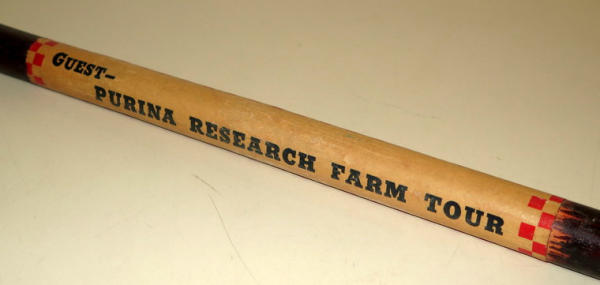 GUEST–
PURINA RESEARCH FARM TOUR